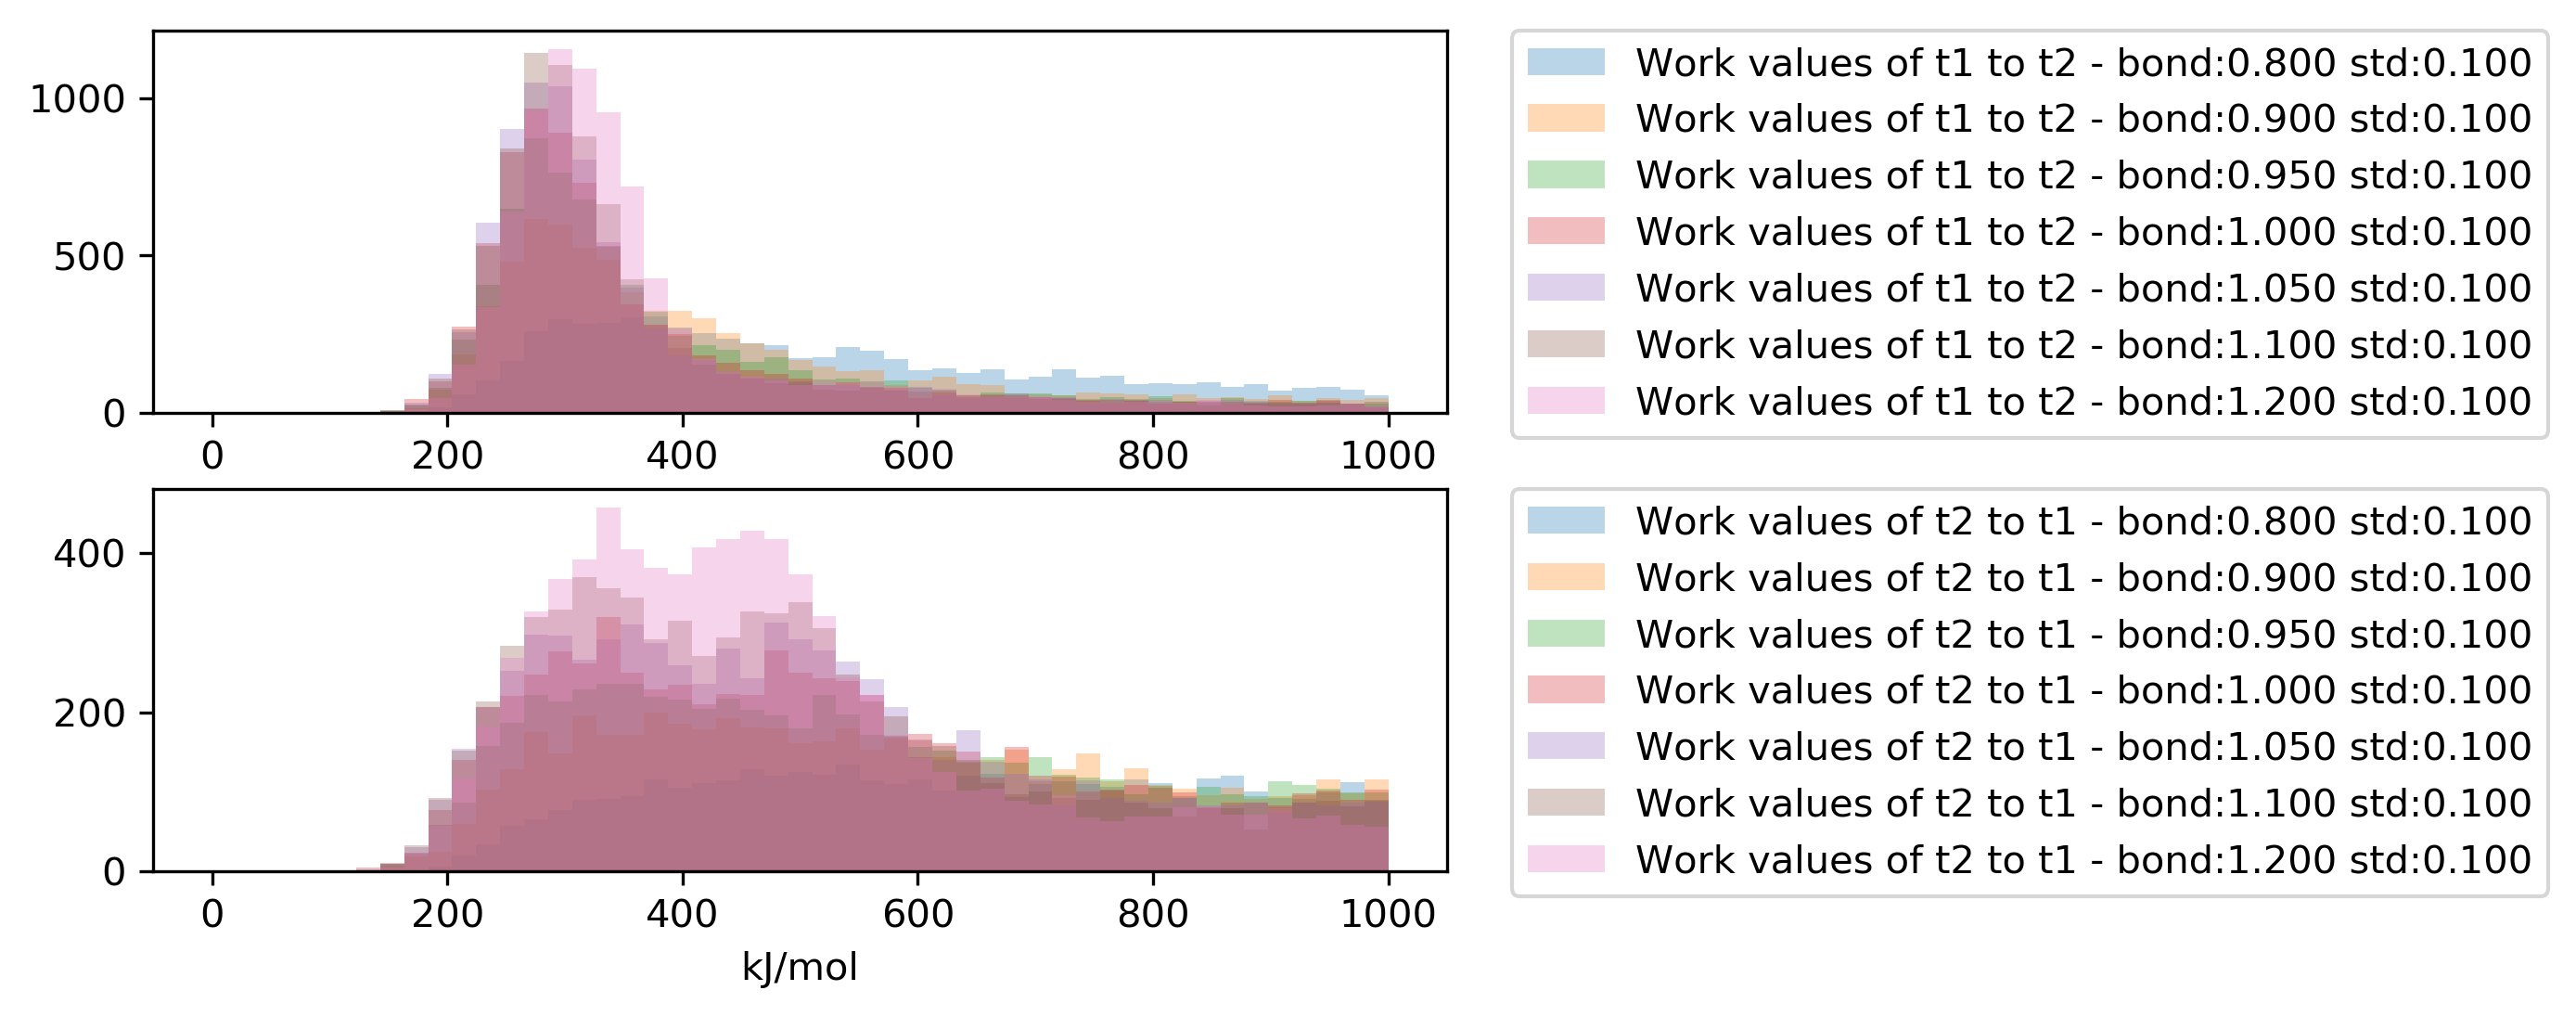 1000
500
0
0 200 400 600 800 1000
Work values of t1 to t2 - bond:0.800 std:0.100
Work values of t1 to t2 - bond:0.900 std:0.100
Work values of t1 to t2 - bond:0.950 std:0.100
Work values of t1 to t2 - bond:1.000 std:0.100
Work values of t1 to t2 - bond:1.050 std:0.100
Work values of t1 to t2 - bond:1.100 std:0.100
Work values of t1 to t2 - bond:1.200 std:0.100
400
200
0
0 200 400 600 800 1000
kJ/mol
Work values of t2 to t1 - bond:0.800 std:0.100
Work values of t2 to t1 - bond:0.900 std:0.100
Work values of t2 to t1 - bond:0.950 std:0.100
Work values of t2 to t1 - bond:1.000 std:0.100
Work values of t2 to t1 - bond:1.050 std:0.100
Work values of t2 to t1 - bond:1.100 std:0.100
Work values of t2 to t1 - bond:1.200 std:0.100